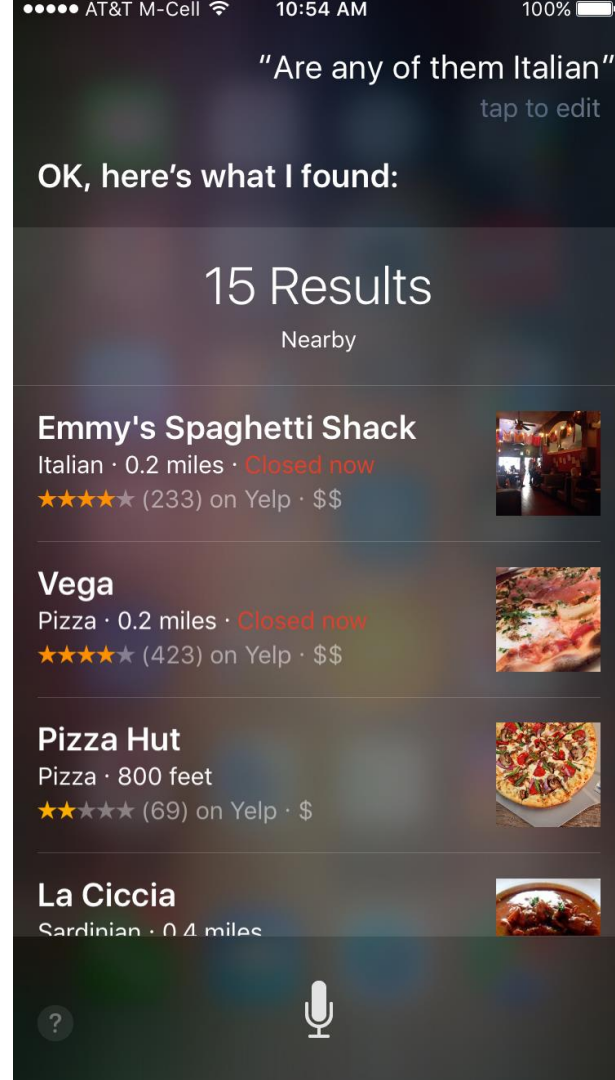 AT&T M-Cell 10:54 AM 100%
“Are any of them Italian”
tap to edit
OK, here’s what I found:
15 Results
Nearby
Emmy's Spaghetti Shack
Italian · 0.2 miles · Closed now
★★★★★ (233) on Yelp · $$
Vega
Pizza · 0.2 miles · Closed now
★★★★★ (423) on Yelp · $$
Pizza Hut
Pizza · 800 feet
★★★★★ (69) on Yelp · $
La Ciccia
Sardinian · 0.4 miles
?